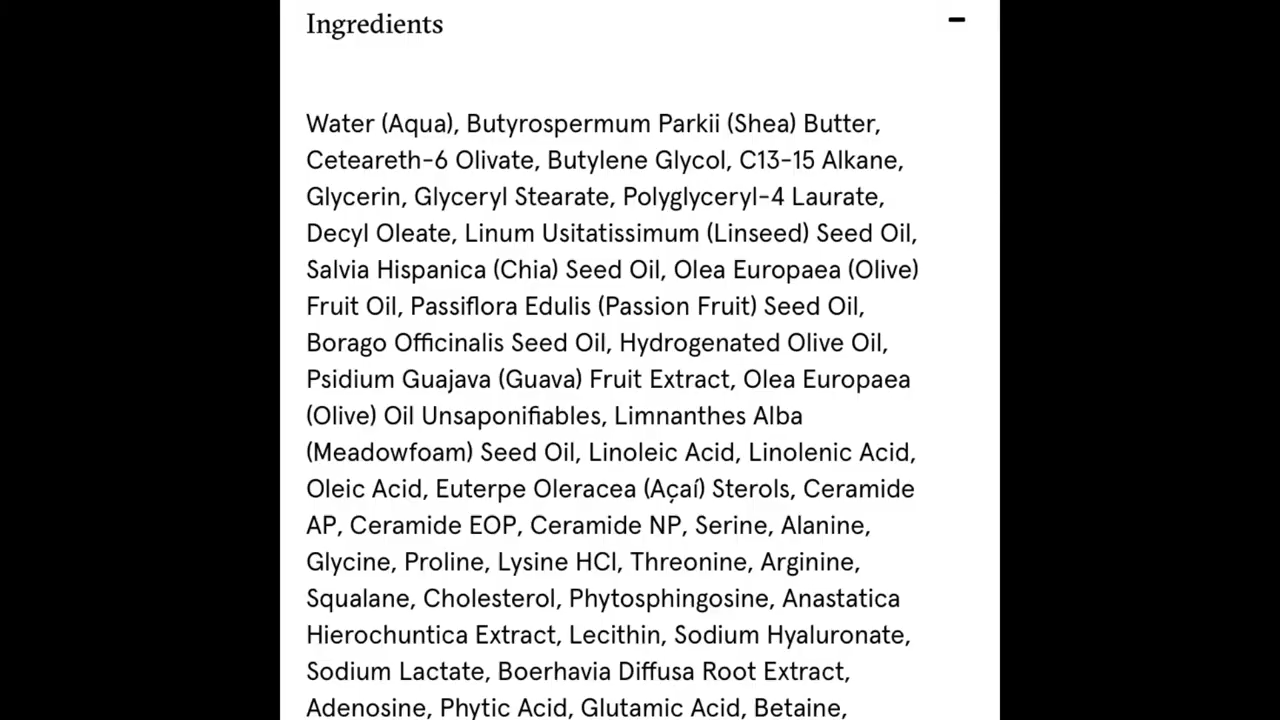 Ingredients
Water (Aqua), Butyrospermum Parkii (Shea) Butter,
Ceteareth-6 Olivate, Butylene Glycol, C13-15 Alkane,
Glycerin, Glyceryl Stearate, Polyglyceryl-4 Laurate,
Decyl Oleate, Linum Usitatissimum (Linseed) Seed Oil,
Salvia Hispanica (Chia) Seed Oil, Olea Europaea (Olive)
Fruit Oil, Passiflora Edulis (Passion Fruit) Seed Oil,
Borago Officinalis Seed Oil, Hydrogenated Olive Oil,
Psidium Guajava (Guava) Fruit Extract, Olea Europaea
(Olive) Oil Unsaponifiables, Limnanthes Alba
(Meadowfoam) Seed Oil, Linoleic Acid, Linolenic Acid,
Oleic Acid, Euterpe Oleracea (Açaí) Sterols, Ceramide
AP, Ceramide EOP, Ceramide NP, Serine, Alanine,
Glycine, Proline, Lysine HCl, Threonine, Arginine,
Squalane, Cholesterol, Phytosphingosine, Anastatica
Hierochuntica Extract, Lecithin, Sodium Hyaluronate,
Sodium Lactate, Boerhavia Diffusa Root Extract,
Adenosine, Phytic Acid, Glutamic Acid, Betaine,